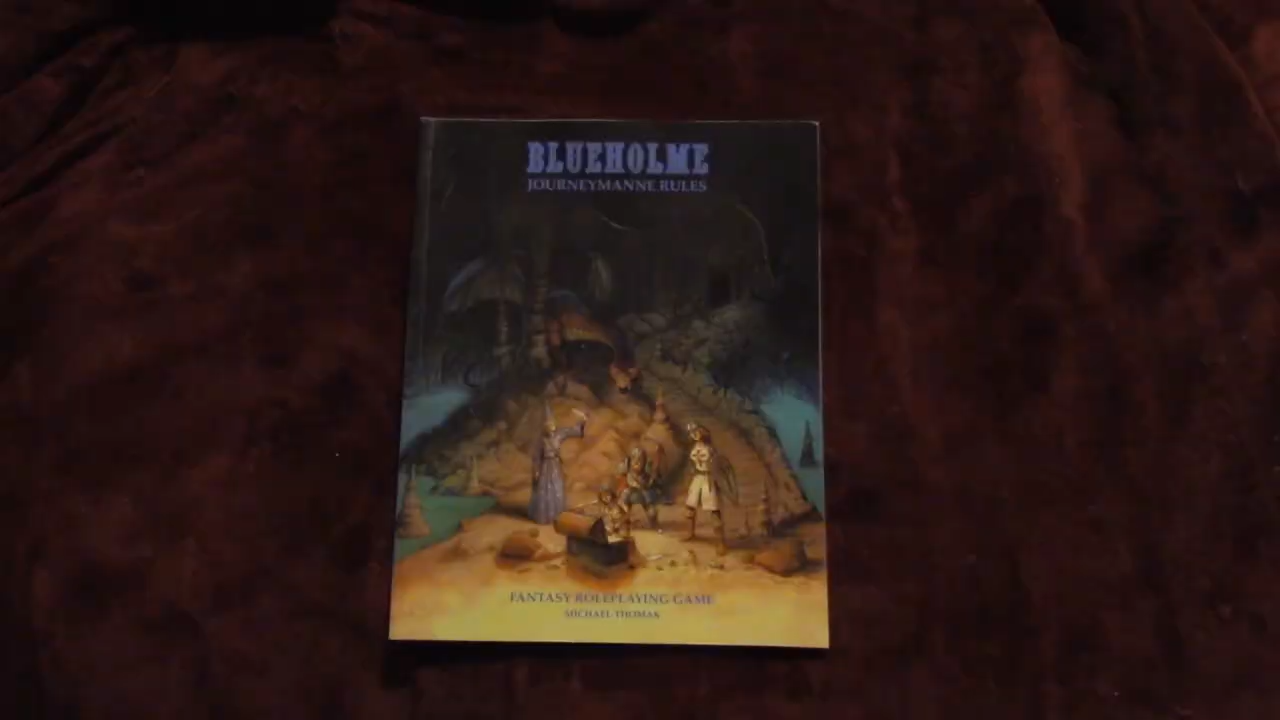 BLUEHOLME
JOURNEYMANNE RULES
FANTASY ROLEPLAYING GAME
MICHAEL THOMAS